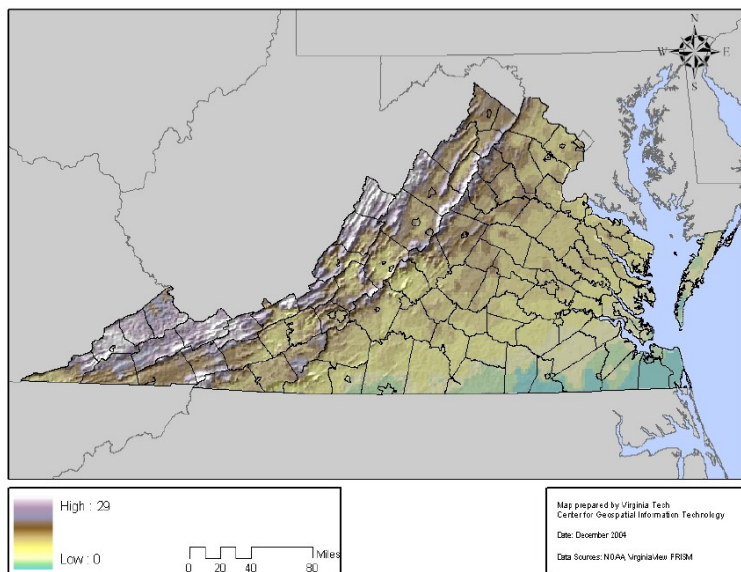 N
W E
S
High : 29
Low : 0
Miles
0 20 40 80
Map prepared by Virginia Tech
Center for Geospatial Information Technology
Date: December 2004
Data Sources: NOAA, VirginiaView PRISM